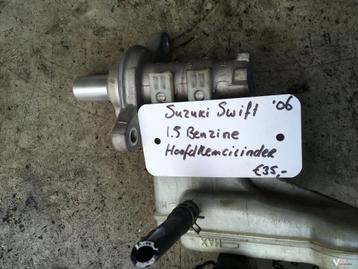 Suzuki Swift '06
1.5 Benzine
Hoofdremcilinder
€35,-
MAX